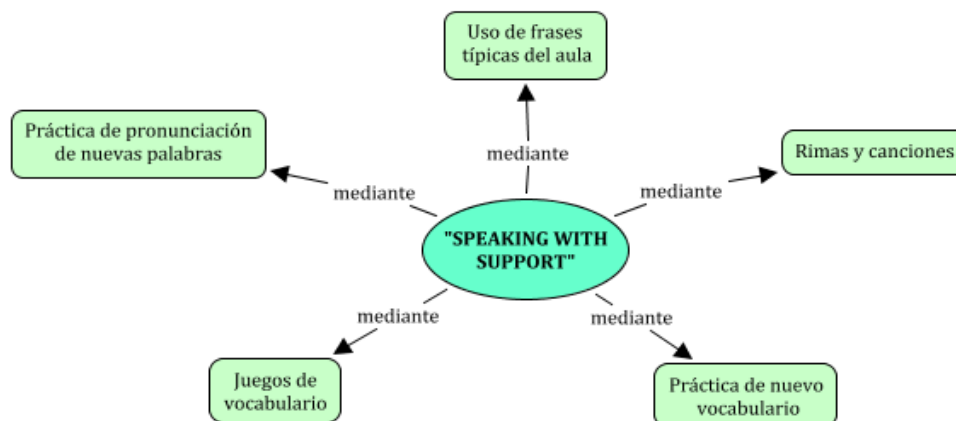 Uso de frases
típicas del aula
Práctica de pronunciación
de nuevas palabras
mediante
Rimas y canciones
mediante
mediante
"SPEAKING WITH
SUPPORT"
mediante
mediante
Juegos de
vocabulario
Práctica de nuevo
vocabulario